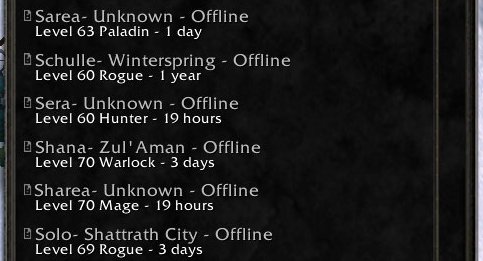 Sarea- Unknown - Offline
Level 63 Paladin - 1 day
Schulle- Winterspring - Offline
Level 60 Rogue - 1 year
Sera- Unknown - Offline
Level 60 Hunter - 19 hours
Shana- Zul'Aman - Offline
Level 70 Warlock - 3 days
Sharea- Unknown - Offline
Level 70 Mage - 19 hours
Solo- Shattrath City - Offline
Level 69 Rogue - 3 days